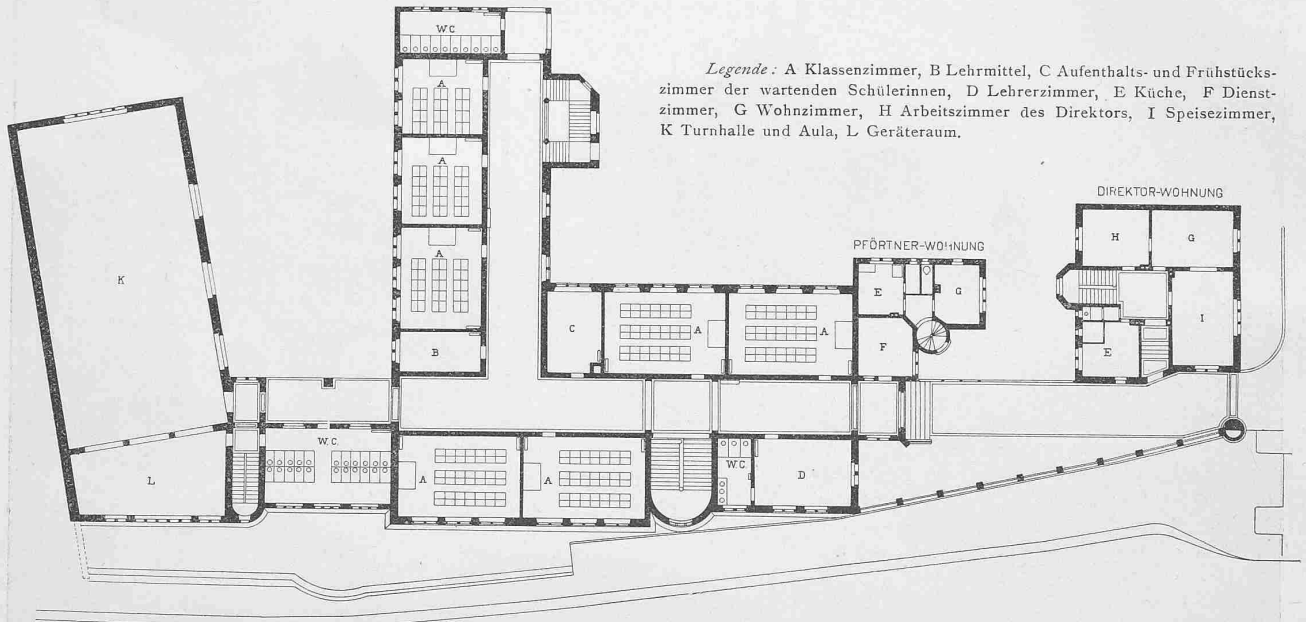 W.C
Legende: A Klassenzimmer, B Lehrmittel, C Aufenthalts- und Frühstücks-
zimmer der wartenden Schülerinnen, D Lehrerzimmer, E Küche, F Dienst-
zimmer, G Wohnzimmer, H Arbeitszimmer des Direktors, I Speisezimmer,
K Turnhalle und Aula, L Geräteraum.
A
A
DIREKTOR-WOHNUNG
H
G
PFÖRTNER-WOHNUNG
A
K
E
G
C
A
A
I
B
F
E
W.C.
W.C.
L
A
A
D